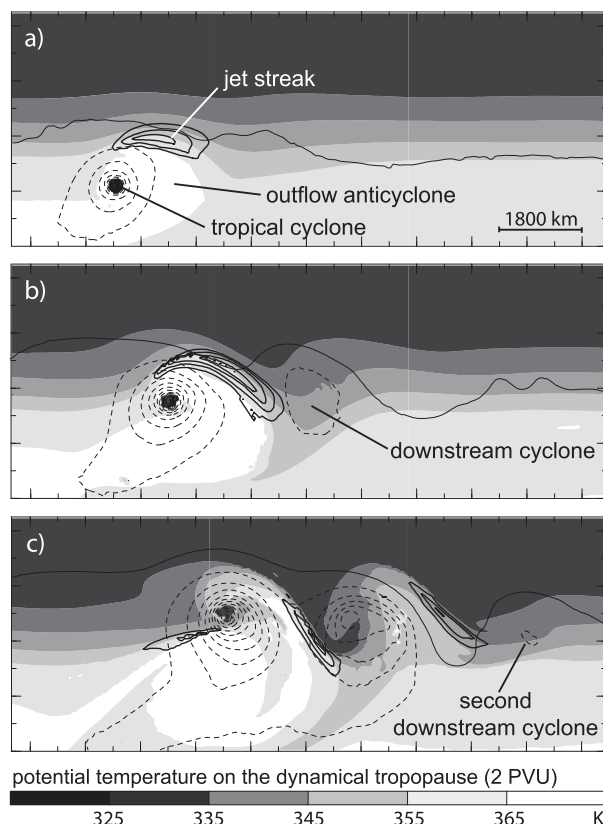 a)
jet streak
outflow anticyclone
tropical cyclone
1800 km
b)
downstream cyclone
c)
second
downstream cyclone
potential temperature on the dynamical tropopause (2 PVU)
325 335 345 355 365 K